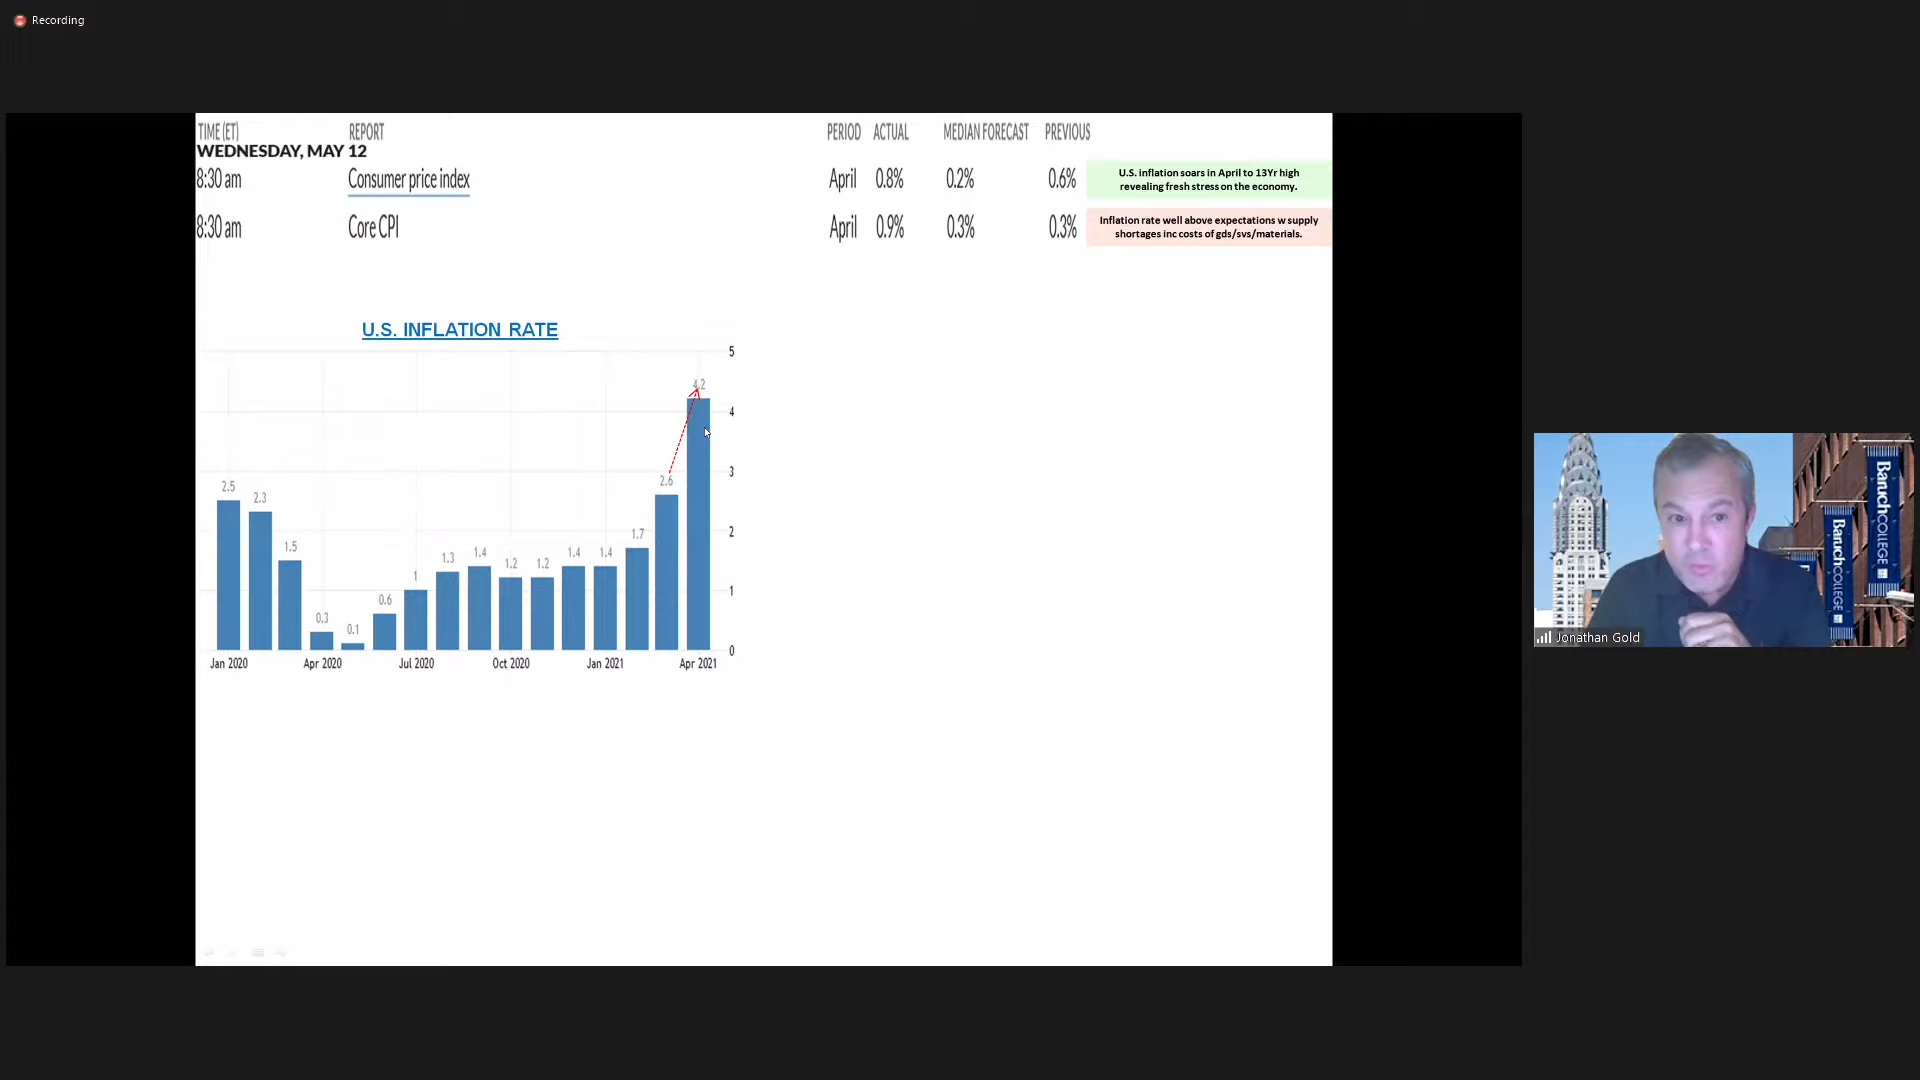 Recording
TIME (ET) REPORT PERIOD ACTUAL MEDIAN FORECAST PREVIOUS
WEDNESDAY, MAY 12
8:30 am Consumer price index April 0.8% 0.2% 0.6%
U.S. inflation soars in April to 13Yr high
revealing fresh stress on the economy.
8:30 am Core CPI April 0.9% 0.3% 0.3%
Inflation rate well above expectations w supply
shortages inc costs of gds/svs/materials.
U.S. INFLATION RATE
5
4.2
4
3
2.6
2.5
2.3
2
1.7
1.5
1.4
1.4
1.4
1.3
1.2
1.2
1
1
0.6
0.3
0.1
0
Jan 2020 Apr 2020 Jul 2020 Oct 2020 Jan 2021 Apr 2021
Baruch COLLEGE
Baruch COLLEGE
Jonathan Gold